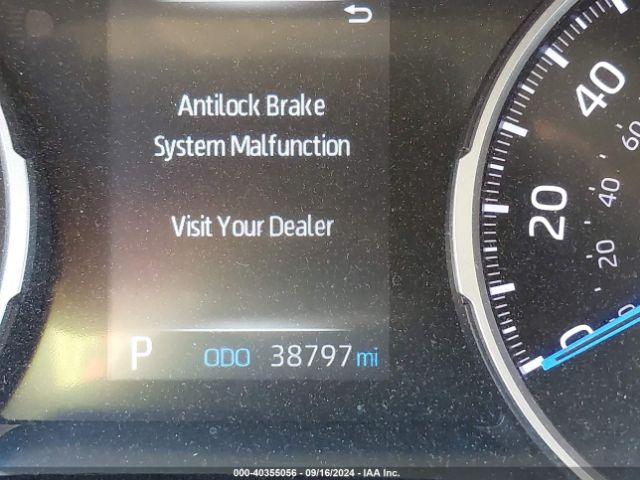 Antilock Brake
System Malfunction
Visit Your Dealer
P ODO 38797 mi
40
20
0
60
40
20
000-40355056 - 09/16/2024 - IAA Inc.